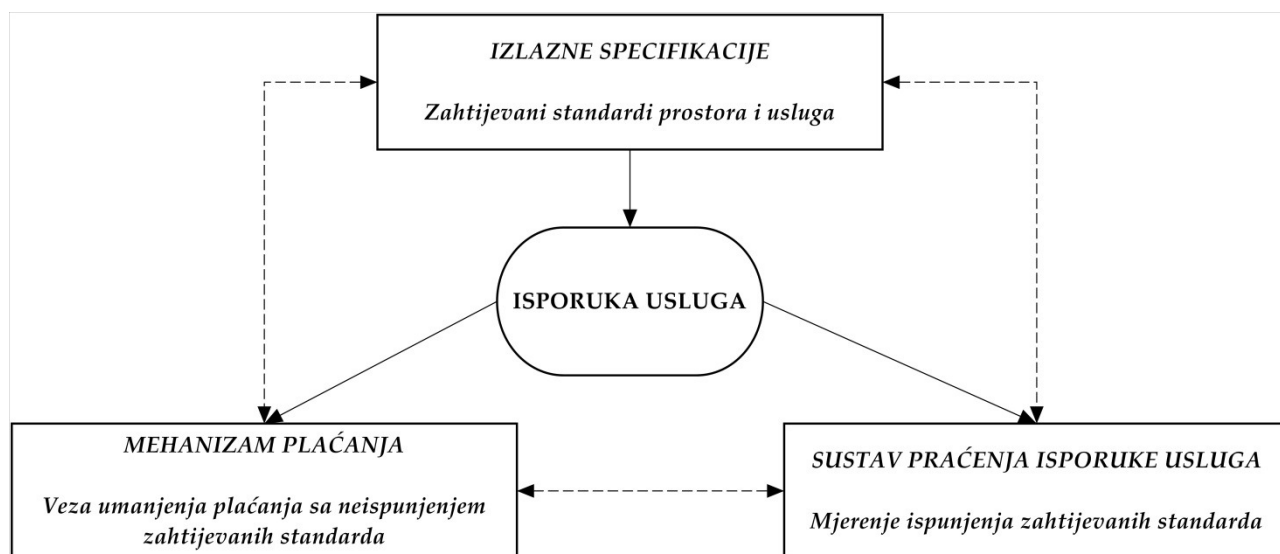 IZLAZNE SPECIFIKACIJE
Zahtijevani standardi prostora i usluga
ISPORUKA USLUGA
MEHANIZAM PLAĆANJA
Veza umanjenja plaćanja sa neispunjenjem
zahtijevanih standarda
SUSTAV PRAĆENJA ISPORUKE USLUGA
Mjerenje ispunjenja zahtijevanih standarda